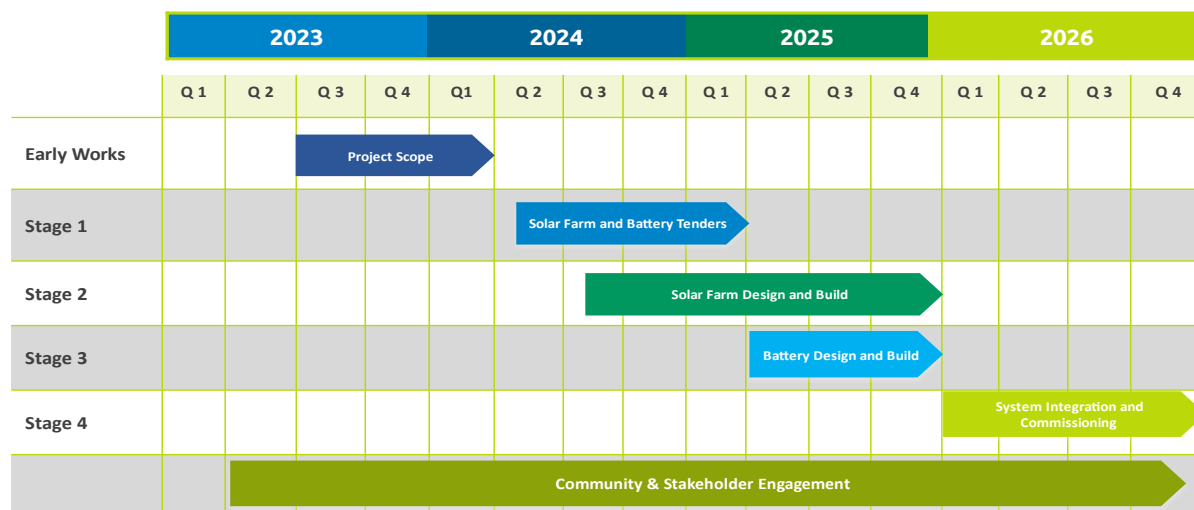 2023 2024 2025 2026
Q 1 Q 2 Q 3 Q 4 Q1 Q 2 Q 3 Q 4 Q 1 Q 2 Q 3 Q 4 Q 1 Q 2 Q 3 Q 4
Early Works
Project Scope
Stage 1
Solar Farm and Battery Tenders
Stage 2
Solar Farm Design and Build
Stage 3
Battery Design and Build
Stage 4
System Integration and
Commissioning
Community & Stakeholder Engagement